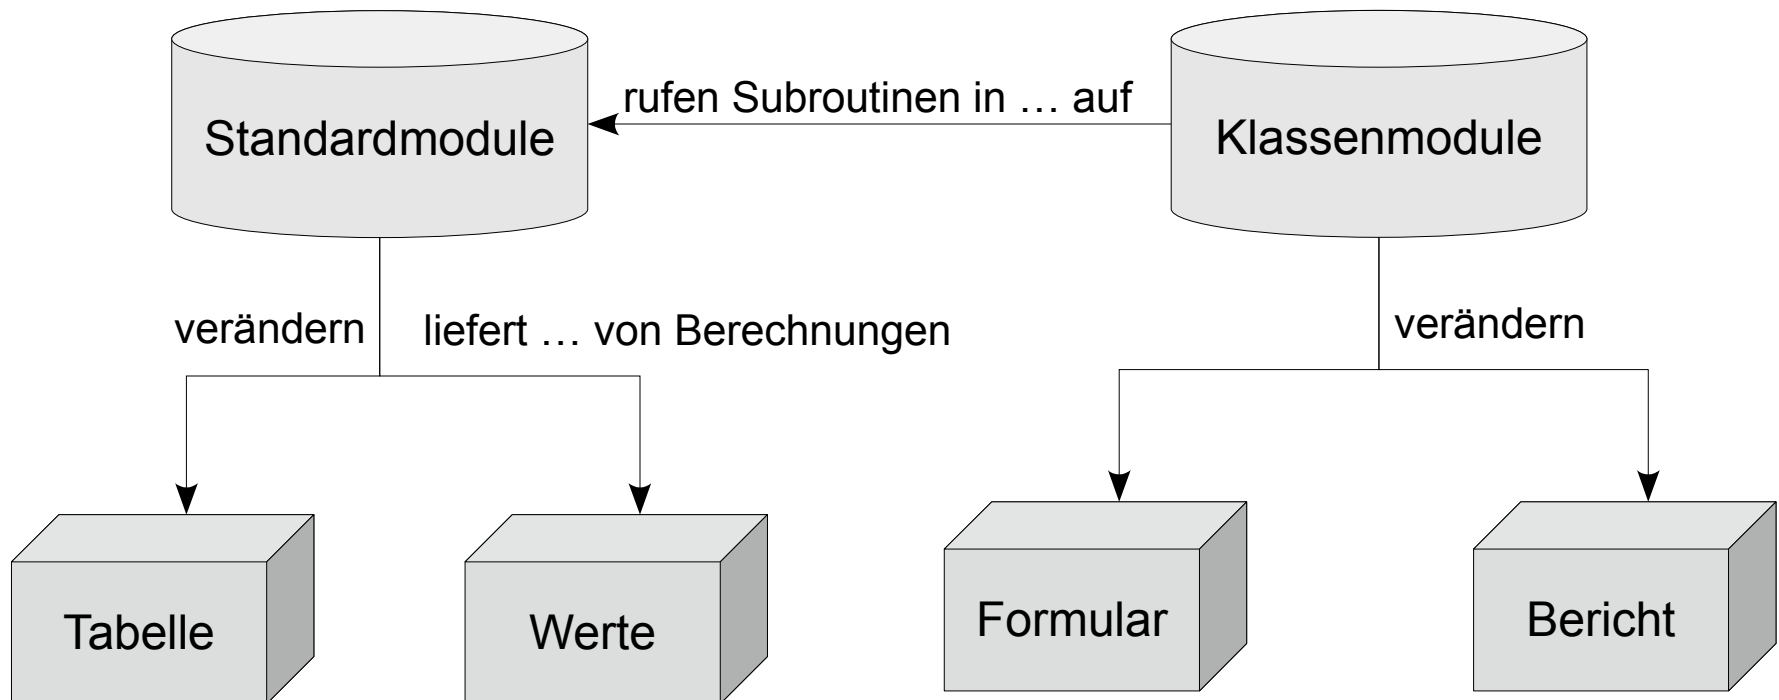 rufen Subroutinen in … auf
Standardmodule
Klassenmodule
verändern
liefert … von Berechnungen
verändern
Tabelle
Werte
Formular
Bericht